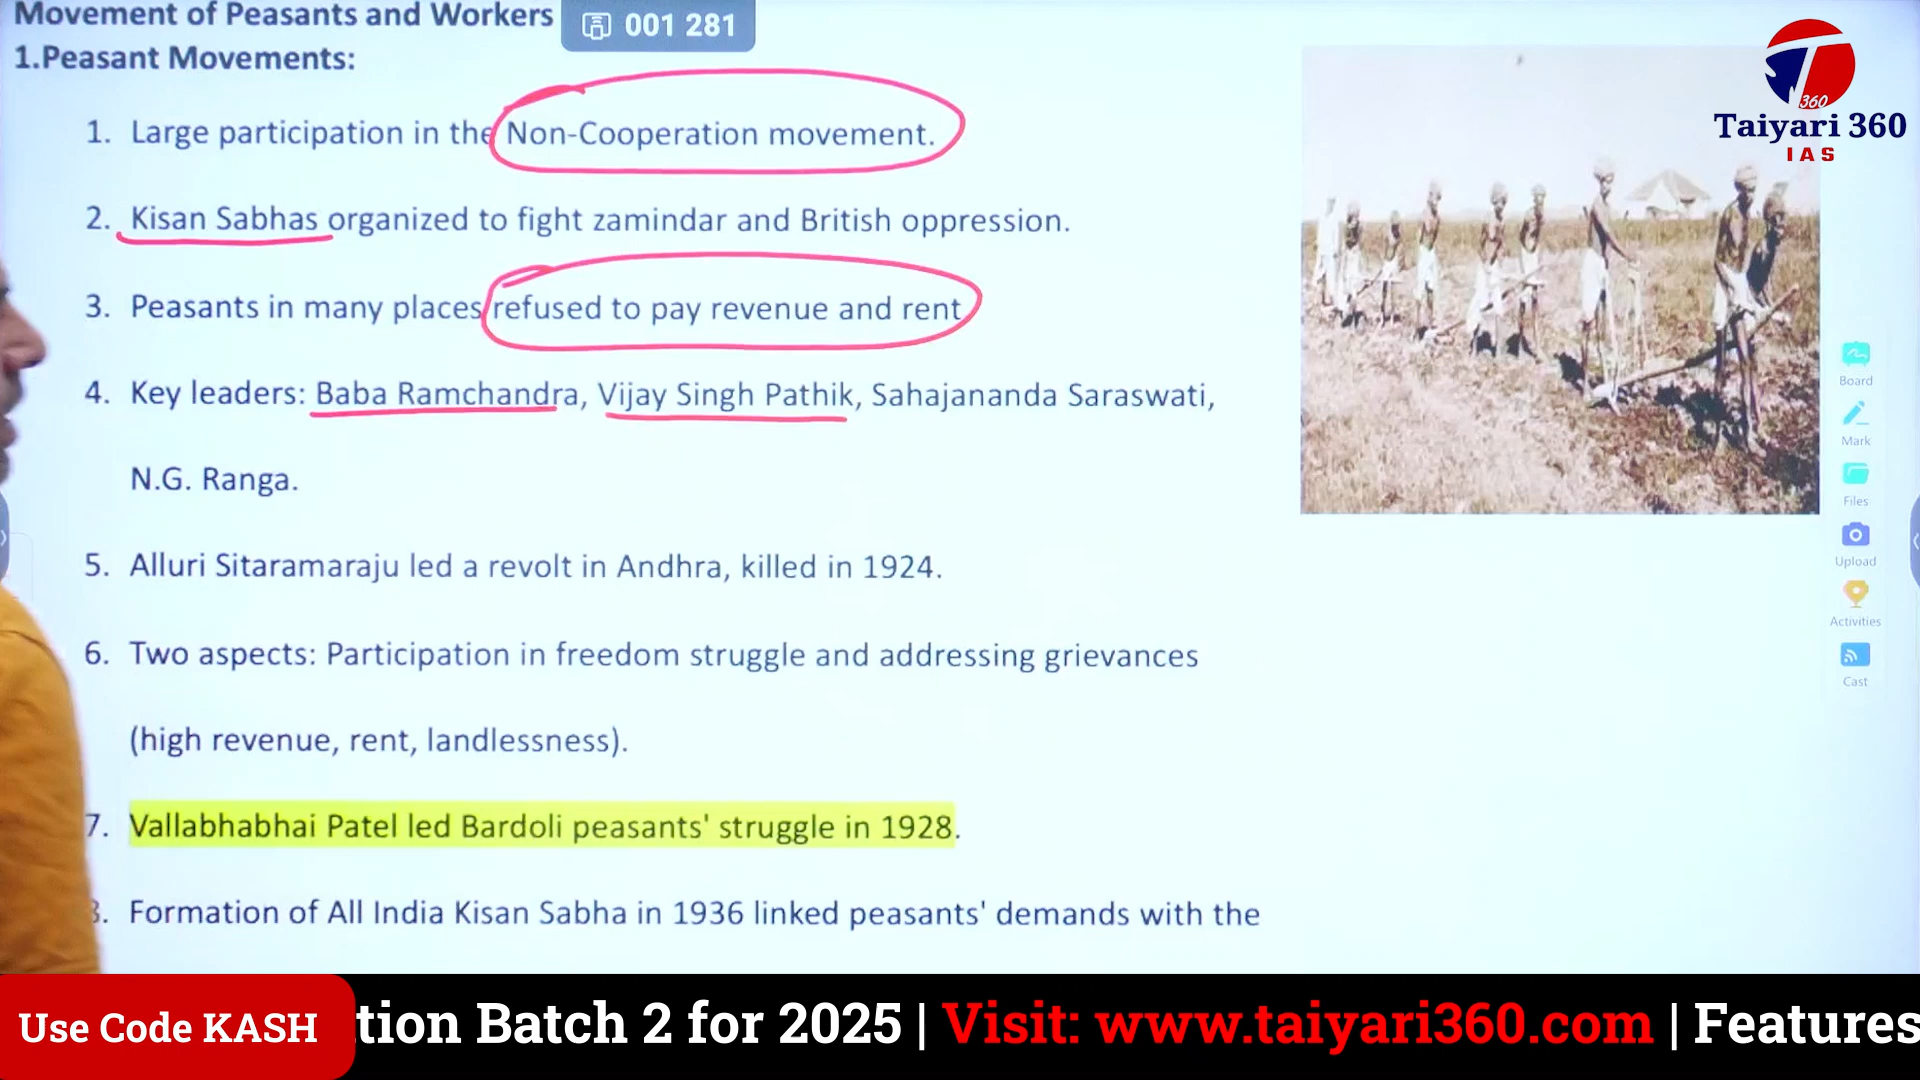 Movement of Peasants and Workers
001 281
1.Peasant Movements:
360
Taiyari 360
IAS
1. Large participation in the Non-Cooperation movement.
2. Kisan Sabhas organized to fight zamindar and British oppression.
3. Peasants in many places refused to pay revenue and rent
4. Key leaders: Baba Ramchandra, Vijay Singh Pathik, Sahajananda Saraswati,
N.G. Ranga.
5. Alluri Sitaramaraju led a revolt in Andhra, killed in 1924.
6. Two aspects: Participation in freedom struggle and addressing grievances
(high revenue, rent, landlessness).
7. Vallabhabhai Patel led Bardoli peasants' struggle in 1928.
8. Formation of All India Kisan Sabha in 1936 linked peasants' demands with the
Board
Mark
Files
Upload
Activities
Cast
Use Code KASH
tion Batch 2 for 2025 | Visit: www.taiyari360.com | Features